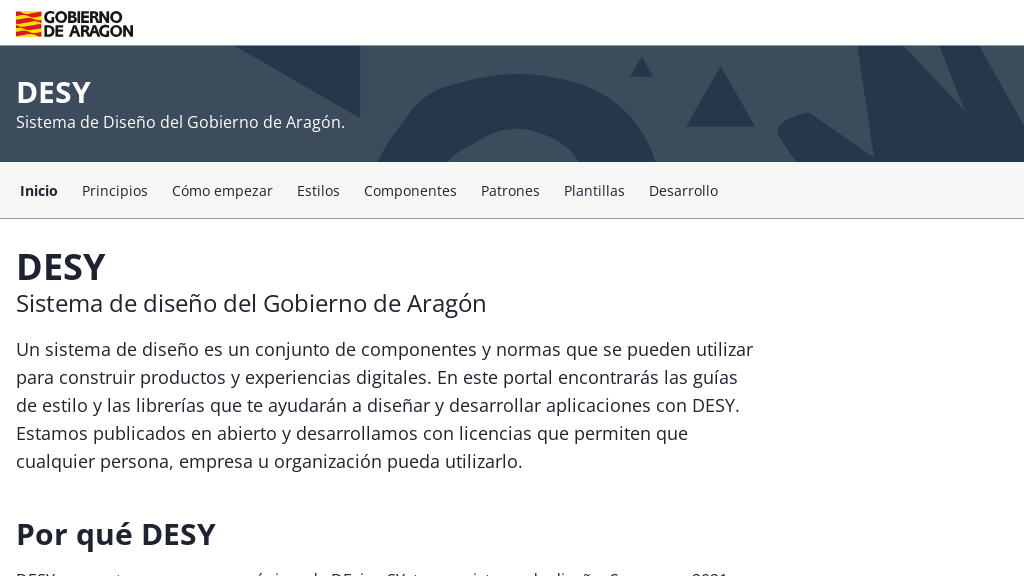 GOBIERNO
DE ARAGON
DESY
Sistema de Diseño del Gobierno de Aragón.
Inicio Principios Cómo empezar Estilos Componentes Patrones Plantillas Desarrollo
DESY
Sistema de diseño del Gobierno de Aragón
Un sistema de diseño es un conjunto de componentes y normas que se pueden utilizar
para construir productos y experiencias digitales. En este portal encontrarás las guías
de estilo y las librerías que te ayudarán a diseñar y desarrollar aplicaciones con DESY.
Estamos publicados en abierto y desarrollamos con licencias que permiten que
cualquier persona, empresa u organización pueda utilizarlo.
Por qué DESY